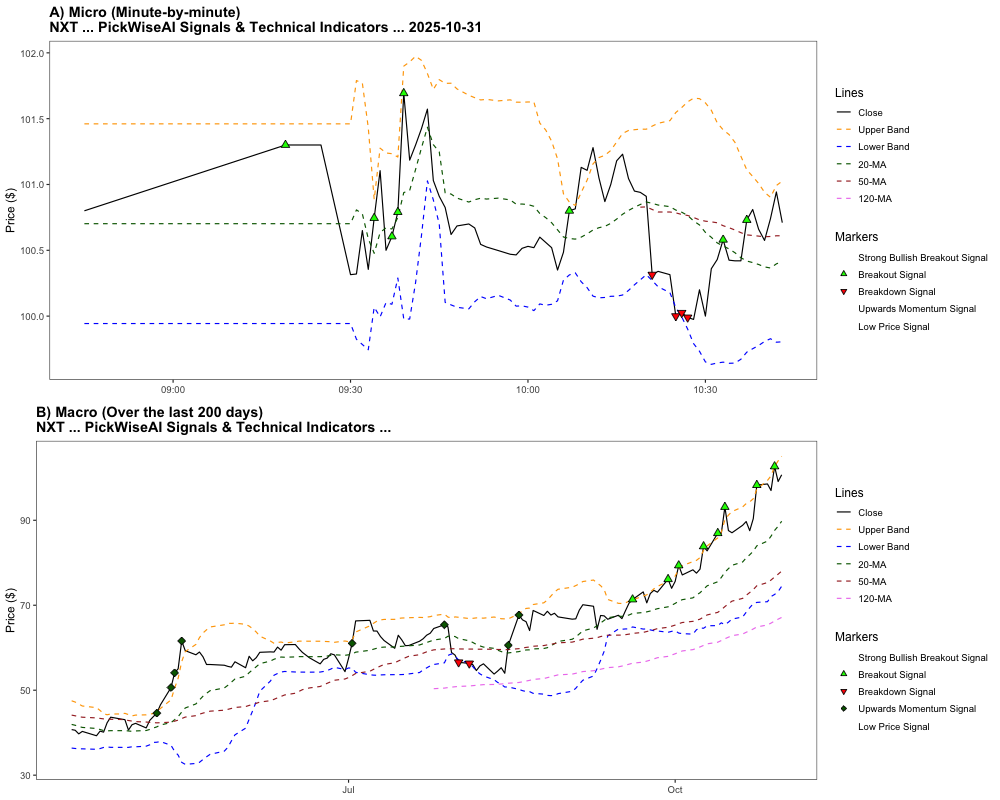 A) Micro (Minute-by-minute)
NXT ... PickWiseAI Signals & Technical Indicators ... 2025-10-31
Price ($)
102.0
101.5
101.0
100.5
100.0
09:00
09:30
10:00
10:30
Lines
Close
Upper Band
Lower Band
20-MA
50-MA
120-MA
Markers
Strong Bullish Breakout Signal
Breakout Signal
Breakdown Signal
Upwards Momentum Signal
Low Price Signal
B) Macro (Over the last 200 days)
NXT ... PickWiseAI Signals & Technical Indicators ...
Price ($)
90
70
50
30
Jul
Oct
Lines
Close
Upper Band
Lower Band
20-MA
50-MA
120-MA
Markers
Strong Bullish Breakout Signal
Breakout Signal
Breakdown Signal
Upwards Momentum Signal
Low Price Signal